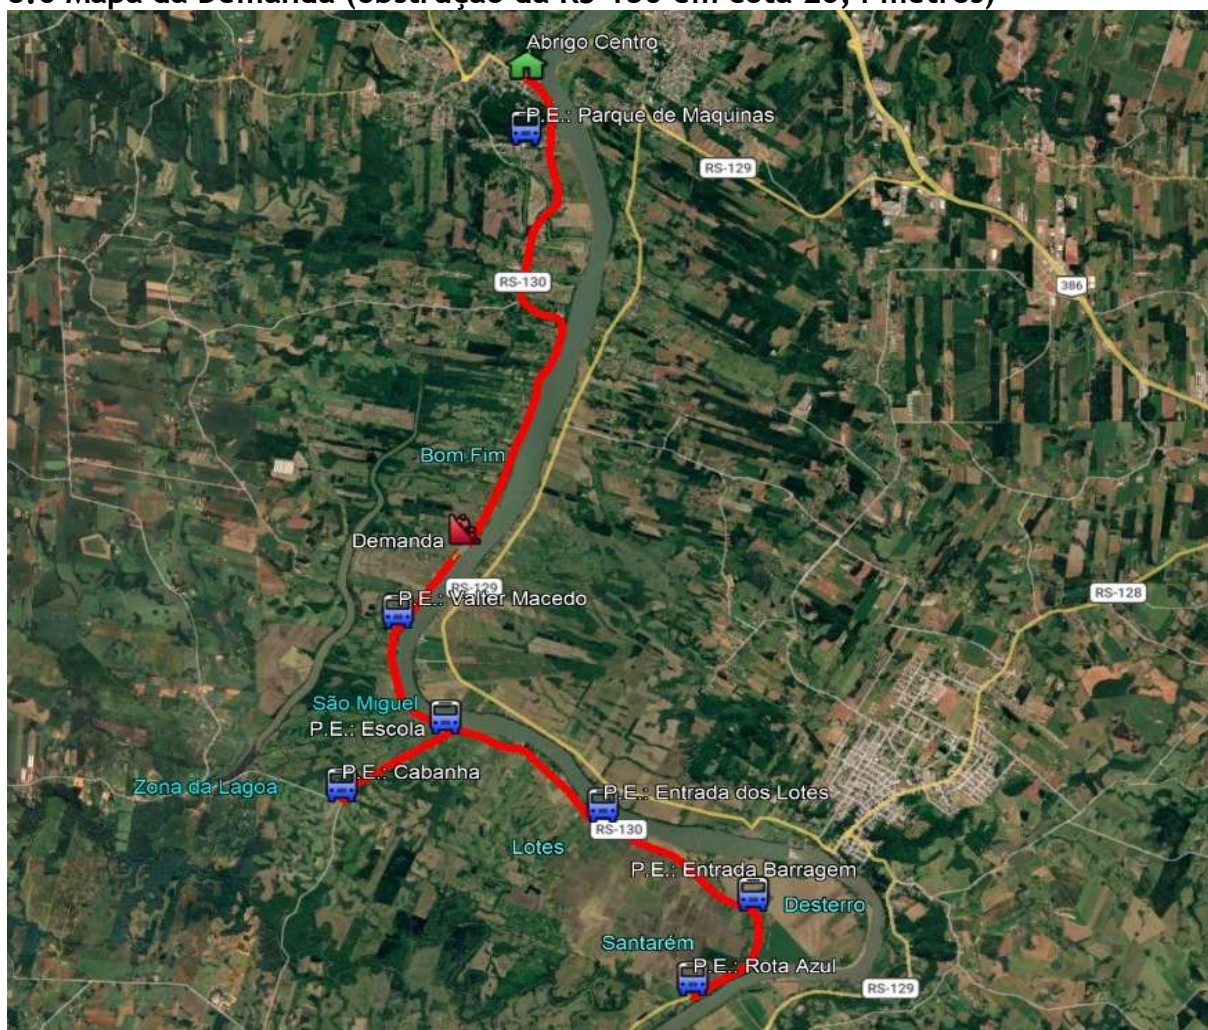 Abrigo Centro
P.E.: Parque de Maquinas
RS-129
RS-130
386
Bom Fim
Demanda
RS-129
P.E.: Valter Macedo
RS-128
São Miguel
P.E.: Escola
P.E.: Cabanha
Zona da Lagoa
P.E.: Entrada dos Lotes
RS-130
Lotes
P.E.: Entrada Barragem
Desterro
Santarém
P.E.: Rota Azul
RS-129